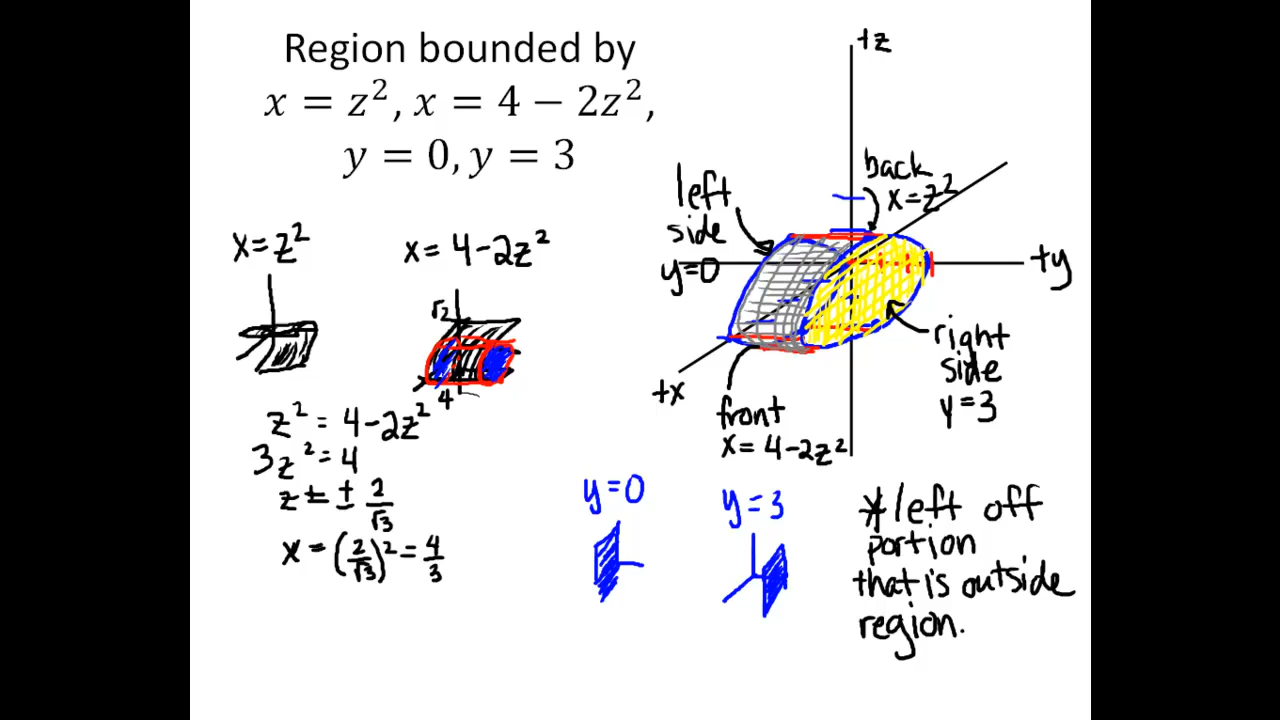 Region bounded by
x = z², x = 4 − 2z²,
y = 0, y = 3
x = z²
x = 4 − 2z²
√2
4
z² = 4 − 2z²
3z² = 4
z = ± 2/√3
x = (2/√3)² = 4/3
+z
back
x = z²
left
side
y = 0
+y
+x
right
side
y = 3
front
x = 4 − 2z²
y = 0
y = 3
* left off
portion
that is outside
region.